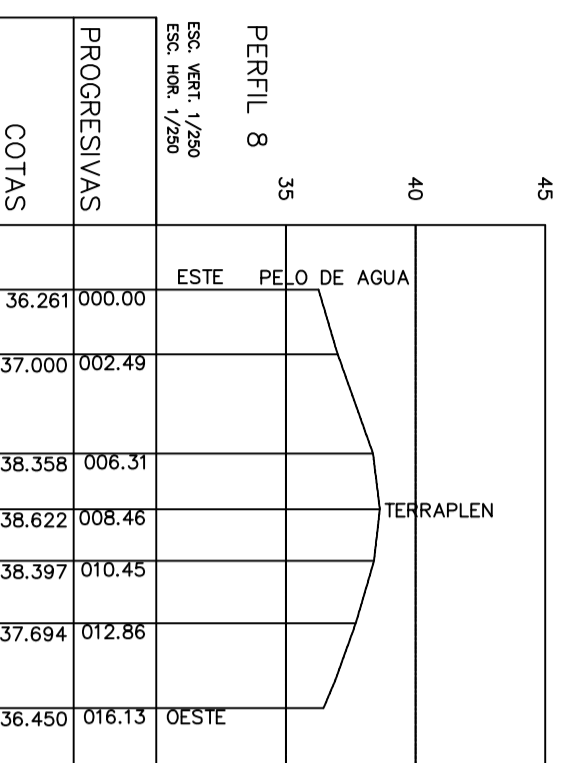 PERFIL 8
ESC. VERT. 1/250
ESC. HOR. 1/250
45
40
35
PROGRESIVAS
COTAS
ESTE PELO DE AGUA
36.261 000.00
37.000 002.49
38.358 006.31
38.622 008.46
TERRAPLEN
38.397 010.45
37.694 012.86
36.450 016.13 OESTE